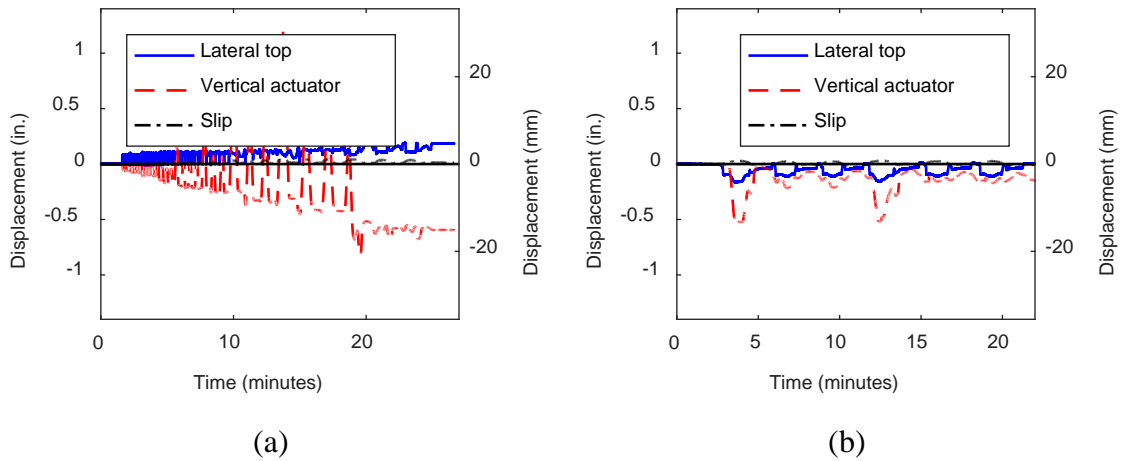 1
0.5
0
-0.5
-1
Displacement (in.)
Lateral top
Vertical actuator
Slip
20
0
-20
Displacement (mm)
0 10 20
Time (minutes)
(a)
1
0.5
0
-0.5
-1
Displacement (in.)
Lateral top
Vertical actuator
Slip
20
0
-20
Displacement (mm)
0 5 10 15 20
Time (minutes)
(b)